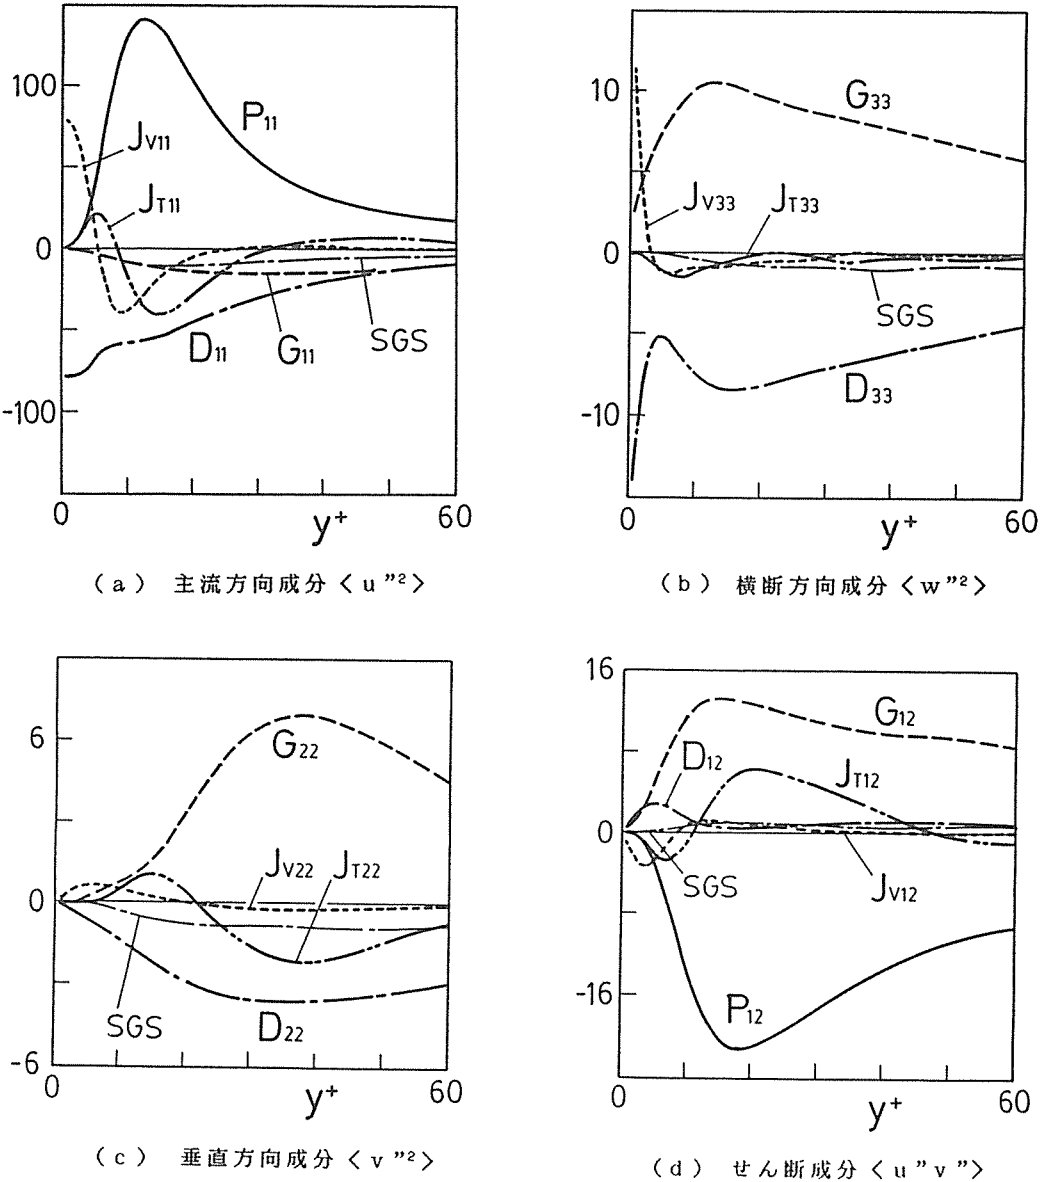 100
0
-100
P11
JV11
JT11
D11
G11
SGS
0
y+
60
(a) 主流方向成分〈u”²〉
10
0
-10
G33
JV33
JT33
SGS
D33
0
y+
60
(b) 横断方向成分〈w”²〉
6
0
-6
G22
JV22
JT22
SGS
D22
0
y+
60
(c) 垂直方向成分〈v”²〉
16
0
-16
G12
D12
JT12
SGS
JV12
P12
0
y+
60
(d) せん断成分〈u”v”〉